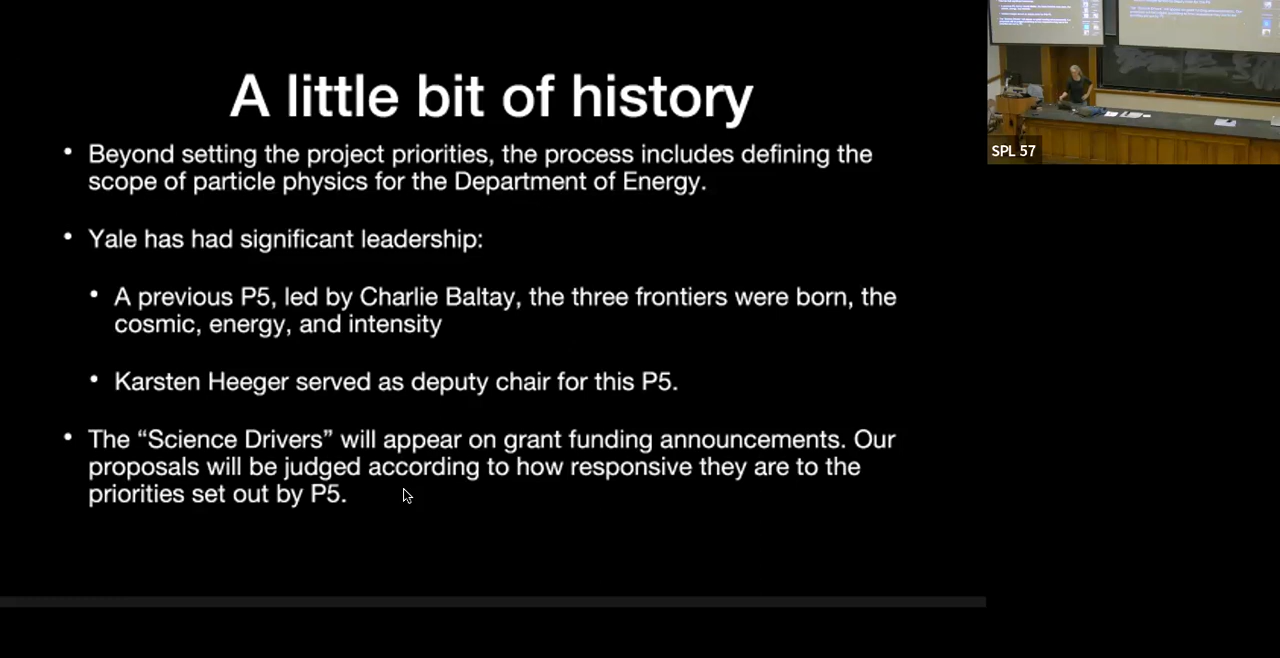 A little bit of history
• Beyond setting the project priorities, the process includes defining the
scope of particle physics for the Department of Energy.
• Yale has had significant leadership:
• A previous P5, led by Charlie Baltay, the three frontiers were born, the
cosmic, energy, and intensity
• Karsten Heeger served as deputy chair for this P5.
• The “Science Drivers” will appear on grant funding announcements. Our
proposals will be judged according to how responsive they are to the
priorities set out by P5.
SPL 57